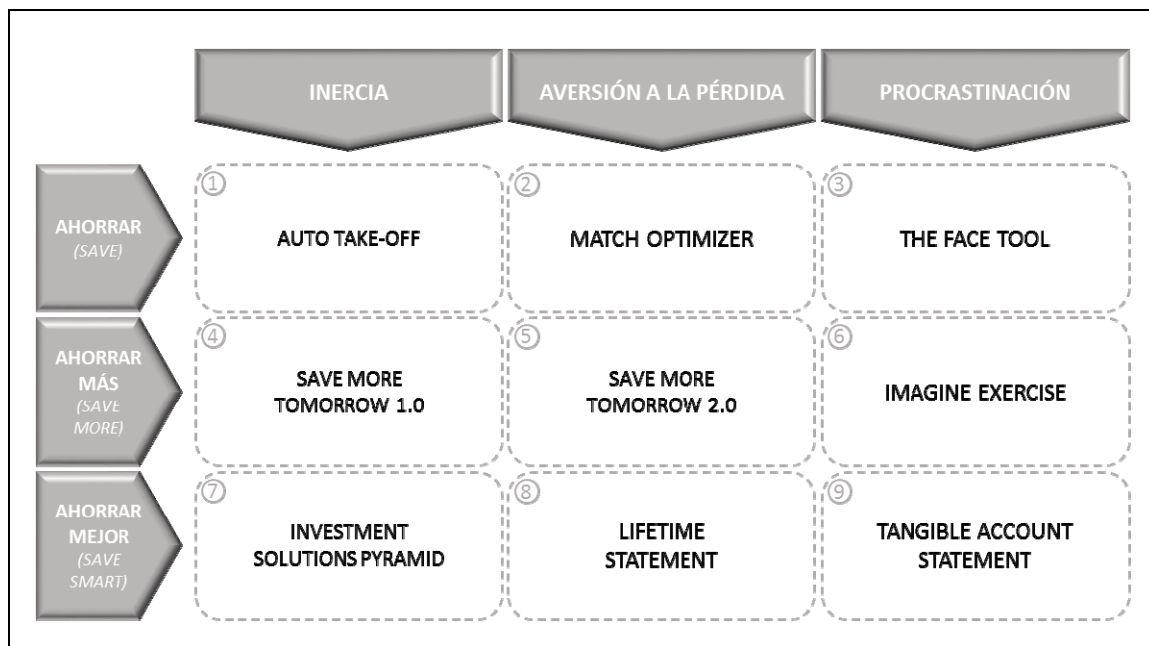 INERCIA
AVERSIÓN A LA PÉRDIDA
PROCRASTINACIÓN
AHORRAR
(SAVE)
1
AUTO TAKE-OFF
2
MATCH OPTIMIZER
3
THE FACE TOOL
AHORRAR
MÁS
(SAVE
MORE)
4
SAVE MORE
TOMORROW 1.0
5
SAVE MORE
TOMORROW 2.0
6
IMAGINE EXERCISE
AHORRAR
MEJOR
(SAVE
SMART)
7
INVESTMENT
SOLUTIONS PYRAMID
8
LIFETIME
STATEMENT
9
TANGIBLE ACCOUNT
STATEMENT